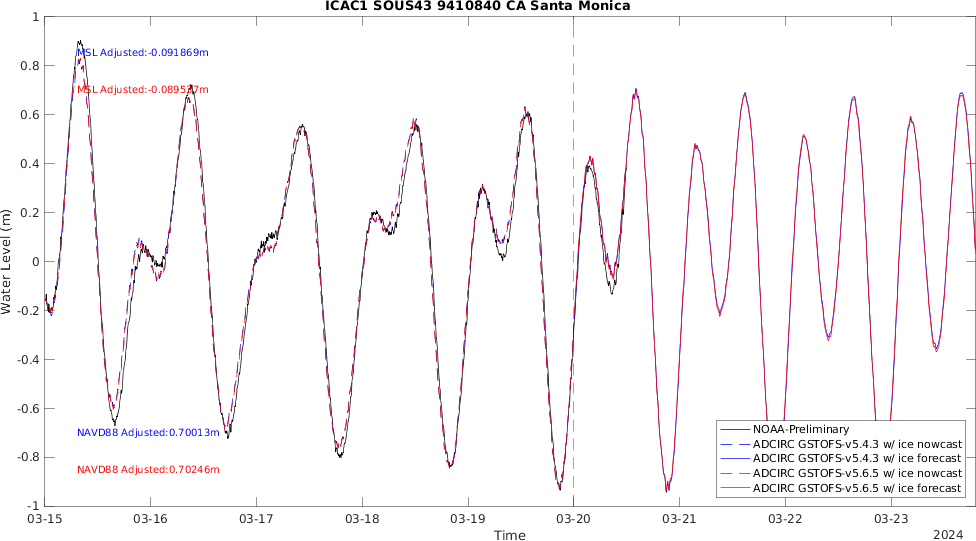 ICAC1 SOUS43 9410840 CA Santa Monica
1
0.8
0.6
0.4
0.2
0
-0.2
-0.4
-0.6
-0.8
-1
Water Level (m)
MSL Adjusted:-0.091869m
MSL Adjusted:-0.089537m
NAVD88 Adjusted:0.70013m
NAVD88 Adjusted:0.70246m
NOAA-Preliminary
ADCIRC GSTOFS-v5.4.3 w/ ice nowcast
ADCIRC GSTOFS-v5.4.3 w/ ice forecast
ADCIRC GSTOFS-v5.6.5 w/ ice nowcast
ADCIRC GSTOFS-v5.6.5 w/ ice forecast
03-15 03-16 03-17 03-18 03-19 03-20 03-21 03-22 03-23
Time
2024